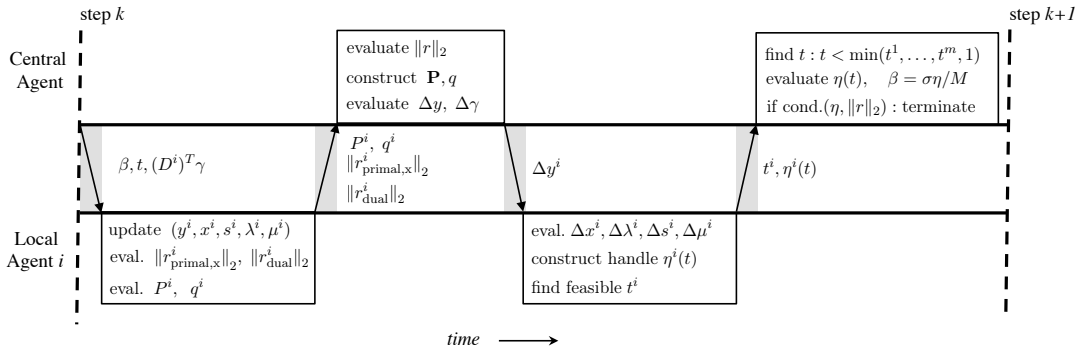 step k
step k+1
Central
Agent
evaluate ‖r‖₂
construct P, q
evaluate Δy, Δγ
find t : t < min(t¹, . . . , tᵐ, 1)
evaluate η(t), β = ση/M
if cond.(η, ‖r‖₂) : terminate
β, t, (Dⁱ)ᵀγ
Pⁱ, qⁱ
‖rⁱ_primal,x‖₂
‖rⁱ_dual‖₂
Δyⁱ
tⁱ, ηⁱ(t)
Local
Agent i
update (yⁱ, xⁱ, sⁱ, λⁱ, μⁱ)
eval. ‖rⁱ_primal,x‖₂, ‖rⁱ_dual‖₂
eval. Pⁱ, qⁱ
eval. Δxⁱ, Δλⁱ, Δsⁱ, Δμⁱ
construct handle ηⁱ(t)
find feasible tⁱ
time